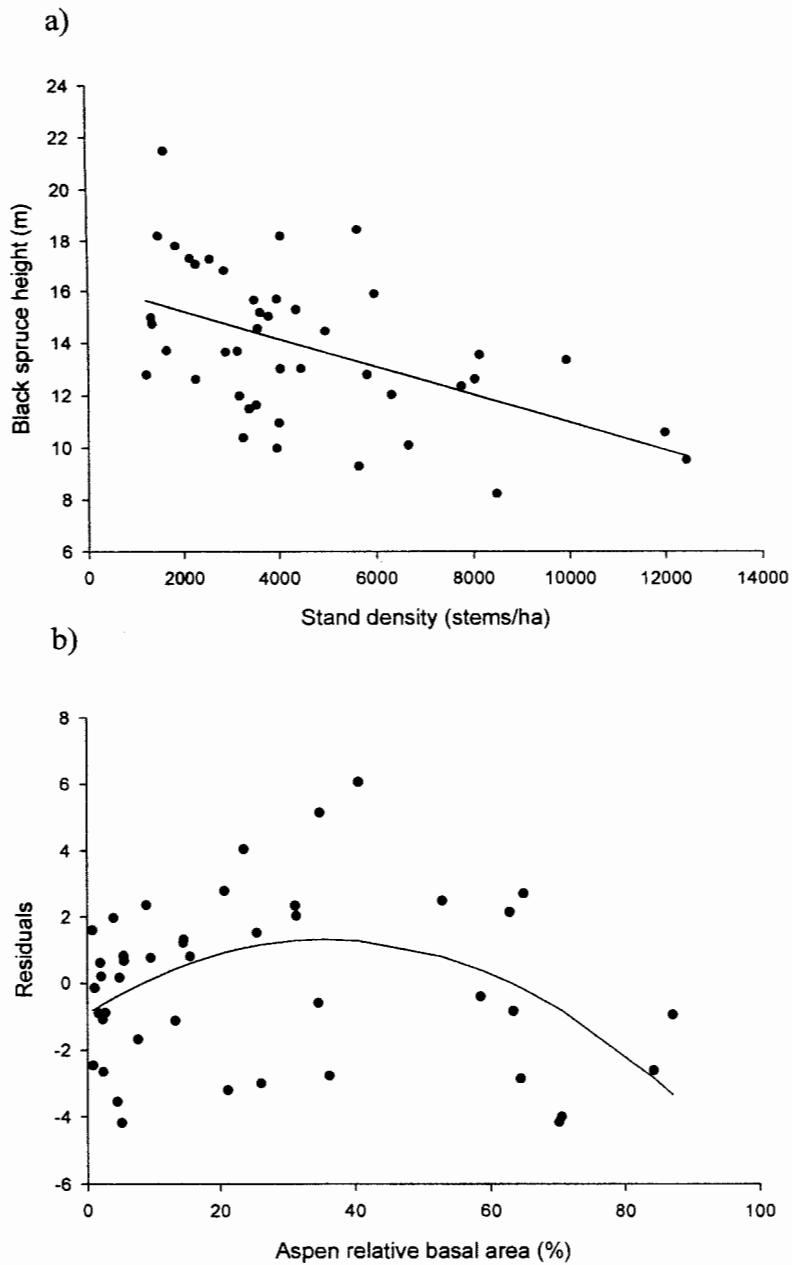 a)
24
22
20
18
16
14
12
10
8
6
Black spruce height (m)
0 2000 4000 6000 8000 10000 12000 14000
Stand density (stems/ha)
b)
8
6
4
2
0
-2
-4
-6
Residuals
0 20 40 60 80 100
Aspen relative basal area (%)